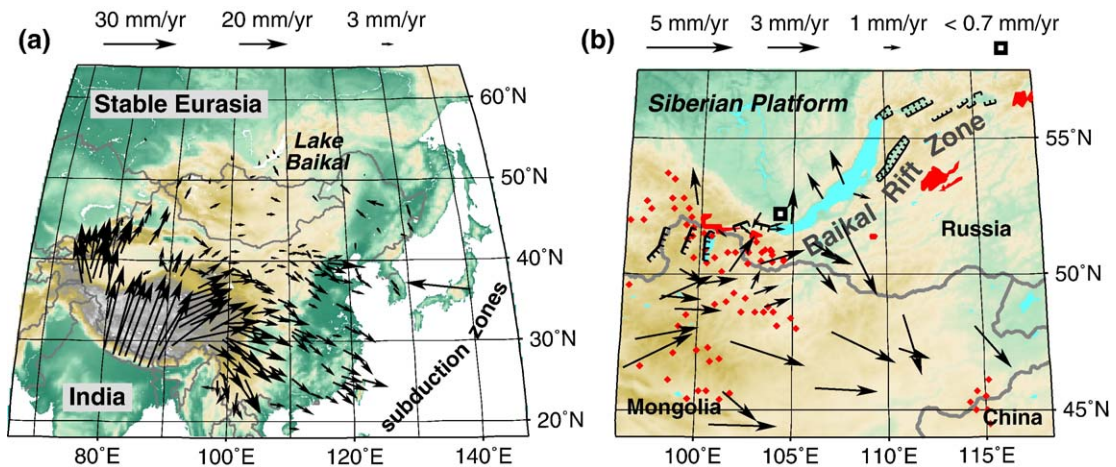 30 mm/yr 20 mm/yr 3 mm/yr
(a)
Stable Eurasia
Lake
Baikal
India
subduction zones
60°N
50°N
40°N
30°N
20°N
80°E 100°E 120°E 140°E
5 mm/yr 3 mm/yr 1 mm/yr < 0.7 mm/yr
(b)
Siberian Platform
Baikal Rift Zone
Russia
Mongolia
China
55°N
50°N
45°N
100°E 105°E 110°E 115°E